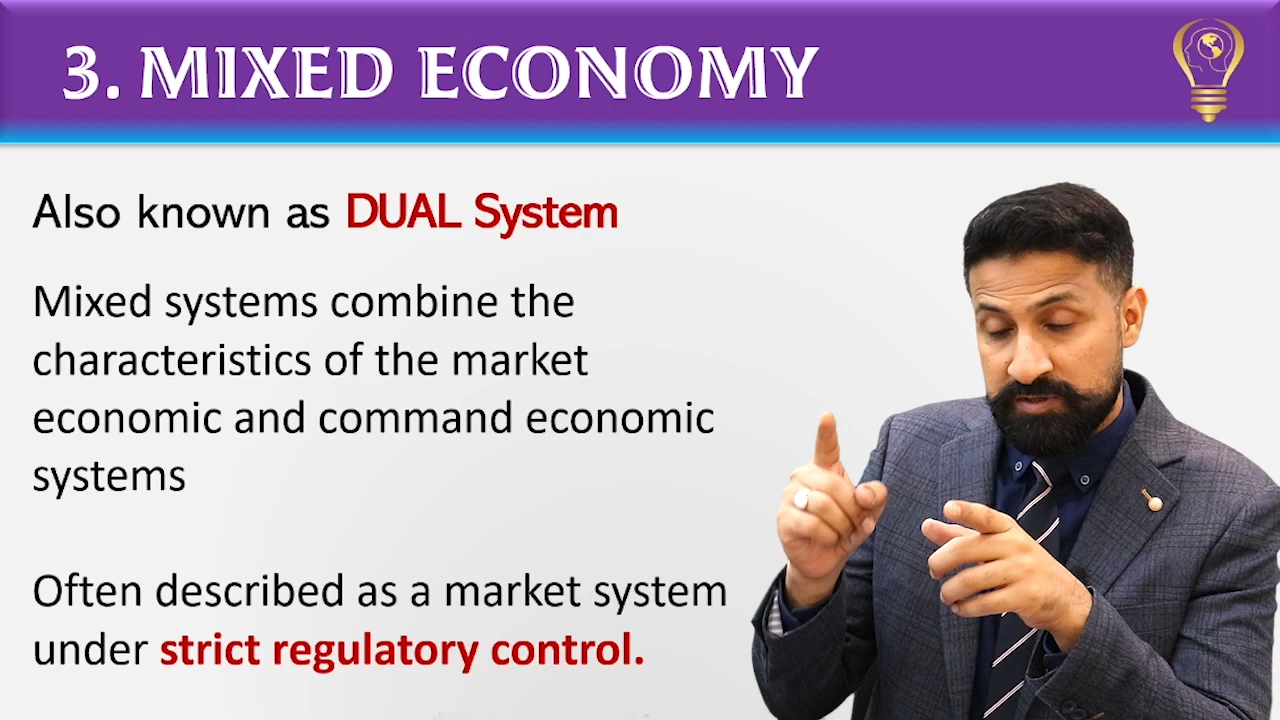 3. MIXED ECONOMY
Also known as DUAL System
Mixed systems combine the
characteristics of the market
economic and command economic
systems
Often described as a market system
under strict regulatory control.